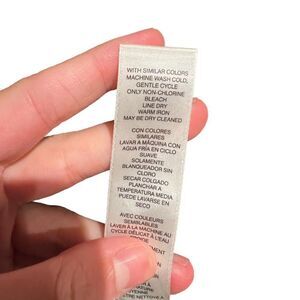 WITH SIMILAR COLORS
MACHINE WASH COLD,
GENTLE CYCLE
ONLY NON-CHLORINE
BLEACH
LINE DRY
WARM IRON
MAY BE DRY CLEANED
CON COLORES
SIMILARES
LAVAR A MÁQUINA CON
AGUA FRÍA EN CICLO
SUAVE
SOLAMENTE
BLANQUEADOR SIN
CLORO
SECAR COLGADO
PLANCHAR A
TEMPERATURA MEDIA
PUEDE LAVARSE EN
SECO
AVEC COULEURS
SEMBLABLES
LAVER À LA MACHINE AU
CYCLE DÉLICAT À L'EAU